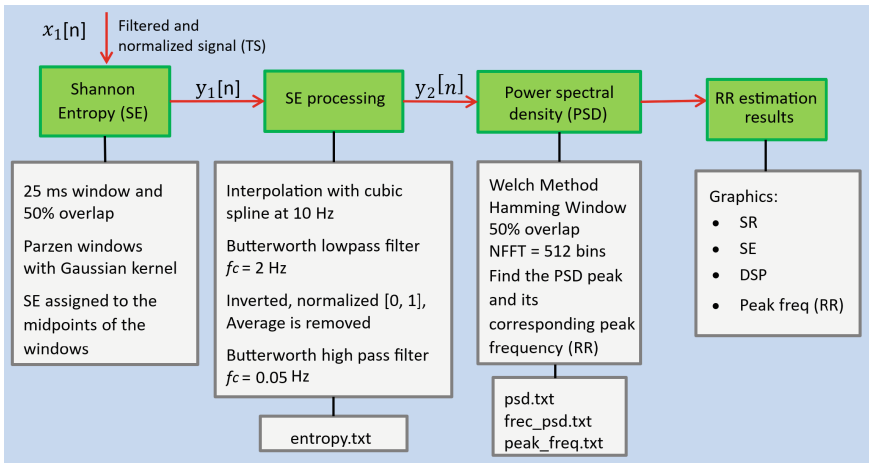 x₁[n]
Filtered and
normalized signal (TS)
Shannon
Entropy (SE)
y₁[n]
SE processing
y₂[n]
Power spectral
density (PSD)
RR estimation
results
25 ms window and
50% overlap
Parzen windows
with Gaussian kernel
SE assigned to the
midpoints of the
windows
Interpolation with cubic
spline at 10 Hz
Butterworth lowpass filter
fc = 2 Hz
Inverted, normalized [0, 1],
Average is removed
Butterworth high pass filter
fc = 0.05 Hz
entropy.txt
Welch Method
Hamming Window
50% overlap
NFFT = 512 bins
Find the PSD peak
and its
corresponding peak
frequency (RR)
psd.txt
frec_psd.txt
peak_freq.txt
Graphics:
• SR
• SE
• DSP
• Peak freq (RR)